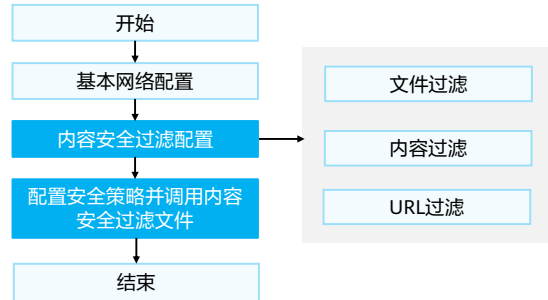 开始
基本网络配置
内容安全过滤配置
配置安全策略并调用内容
安全过滤文件
结束
文件过滤
内容过滤
URL过滤